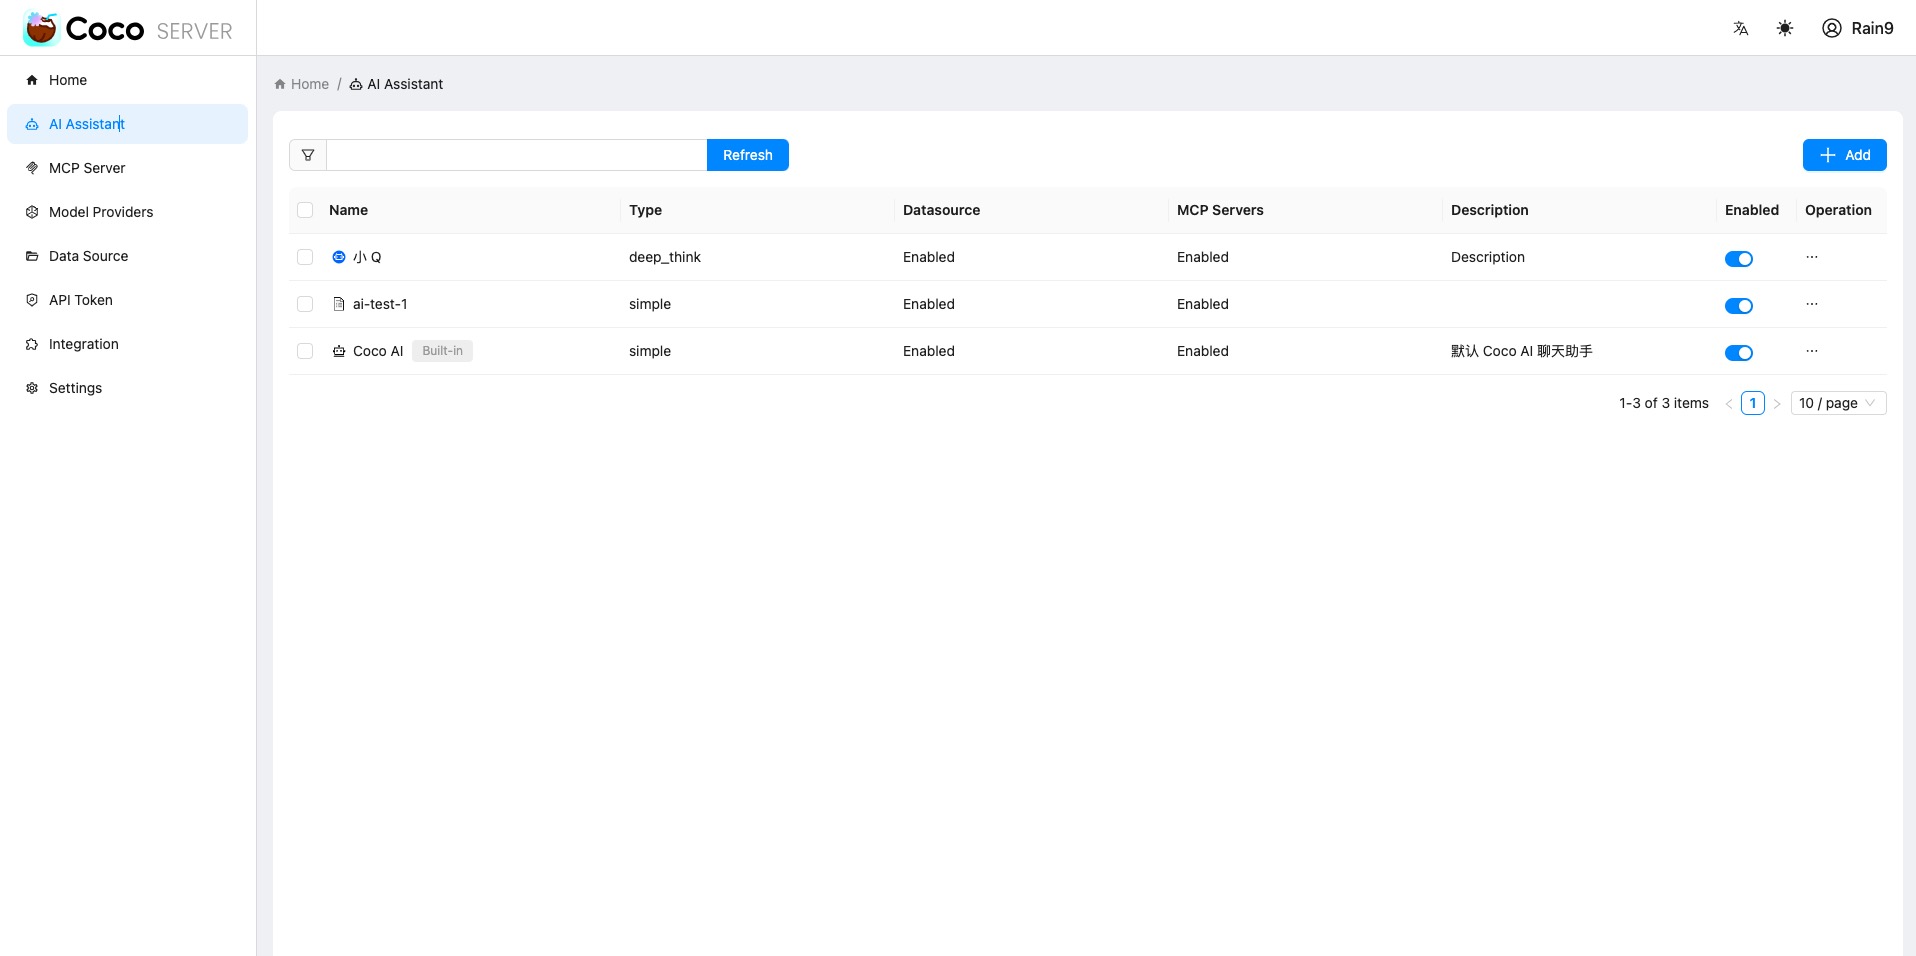 Coco SERVER
Rain9
Home
AI Assistant
MCP Server
Model Providers
Data Source
API Token
Integration
Settings
Home / AI Assistant
Refresh
Add
Name Type Datasource MCP Servers Description Enabled Operation
小 Q deep_think Enabled Enabled Description ···
ai-test-1 simple Enabled Enabled ···
Coco AI Built-in simple Enabled Enabled 默认 Coco AI 聊天助手 ···
1-3 of 3 items < 1 > 10 / page